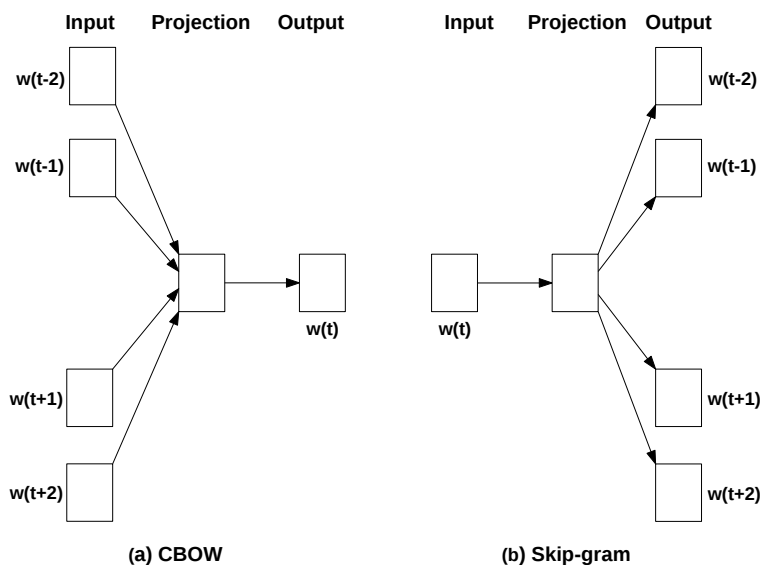 Input Projection Output
w(t-2)
w(t-1)
w(t)
w(t+1)
w(t+2)
(a) CBOW
Input Projection Output
w(t-2)
w(t-1)
w(t)
w(t+1)
w(t+2)
(b) Skip-gram